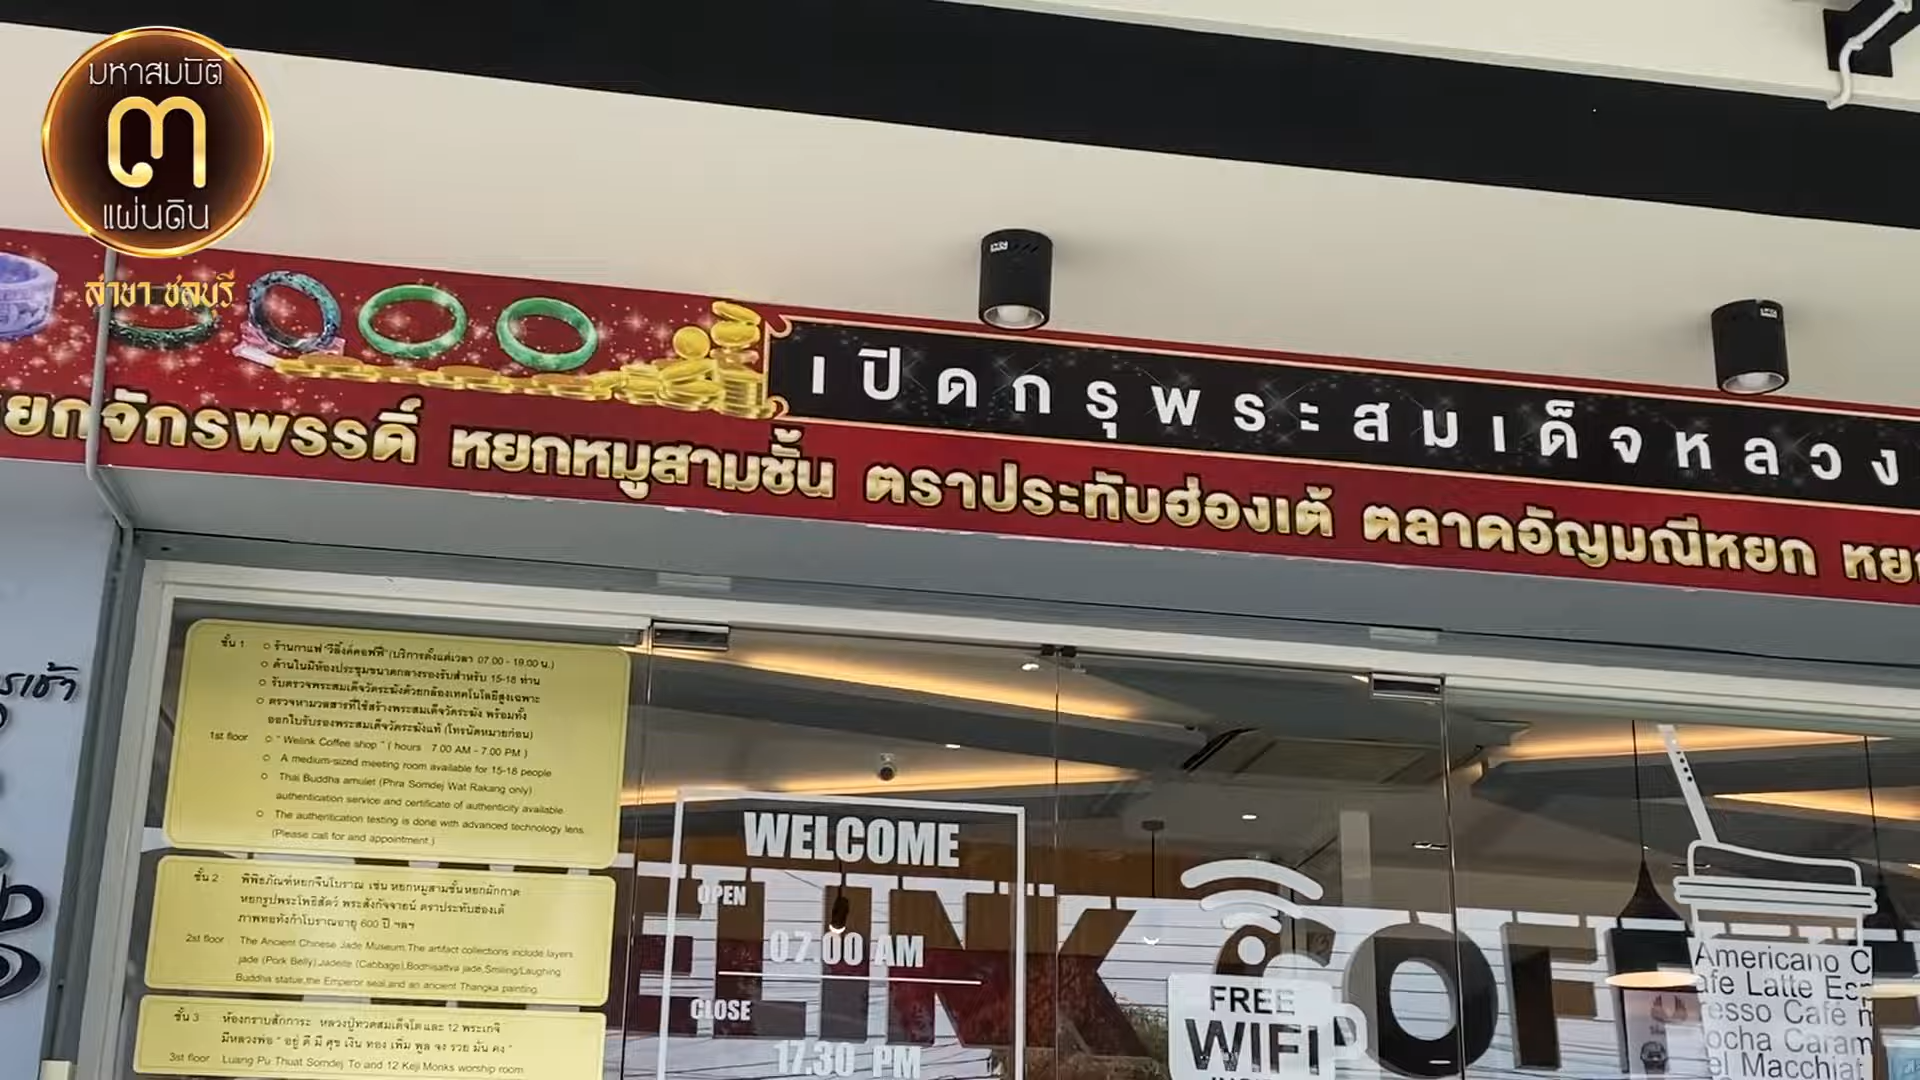 มหาสมบัติ
๓
แผ่นดิน
สาขา ชลบุรี
เปิดกรุพระสมเด็จหลวง
ยกจักรพรรดิ์ หยกหมูสามชั้น ตราประทับฮ่องเต้ ตลาดอัญมณีหยก หย
รเช้า
ชั้น 1 ○ ร้านกาแฟ "วีลิ้งค์คอฟฟี่" (บริการตั้งแต่เวลา 07.00 - 19.00 น.)
○ ด้านในมีห้องประชุมขนาดกลางรองรับสำหรับ 15-18 ท่าน
○ รับตรวจพระสมเด็จวัดระฆังด้วยกล้องเทคโนโลยีสูงเฉพาะ
○ ตรวจหามวลสารที่ใช้สร้างพระสมเด็จวัดระฆัง พร้อมทั้ง
ออกใบรับรองพระสมเด็จวัดระฆังแท้ (โทรนัดหมายก่อน)
1st floor ○ " Welink Coffee shop " ( hours 7.00 AM - 7.00 PM )
○ A medium-sized meeting room available for 15-18 people
○ Thai Buddha amulet (Phra Somdej Wat Rakang only)
authentication service and certificate of authenticity available.
○ The authentication testing is done with advanced technology lens.
(Please call for and appointment.)
ชั้น 2 พิพิธภัณฑ์หยกจีนโบราณ เช่น หยกหมูสามชั้น หยกผักกาด
หยกรูปพระโพธิสัตว์ พระสังกัจจายน์ ตราประทับฮ่องเต้
ภาพทอทังก้าโบราณอายุ 600 ปี ฯลฯ
2st floor The Ancient Chinese Jade Museum.The artifact collections include layers
jade (Pork Belly),Jadeite (Cabbage),Bodhisattva jade,Smiling/Laughing
Buddha statue,the Emperor seal,and an ancient Thangka painting.
ชั้น 3 ห้องกราบสักการะ หลวงปู่ทวดสมเด็จโต และ 12 พระเกจิ
มีหลวงพ่อ " อยู่ ดี มี สุข เงิน ทอง เพิ่ม พูล จง รวย มั่น คง "
3st floor Luang Pu Thuat Somdej To and 12 Keji Monks worship room
WELCOME
OPEN
07.00 AM
CLOSE
17.30 PM
ELINK COFFE
FREE
WIFI
Americano C
afe Latte Esp
resso Café m
ocha Caram
el Macchiat